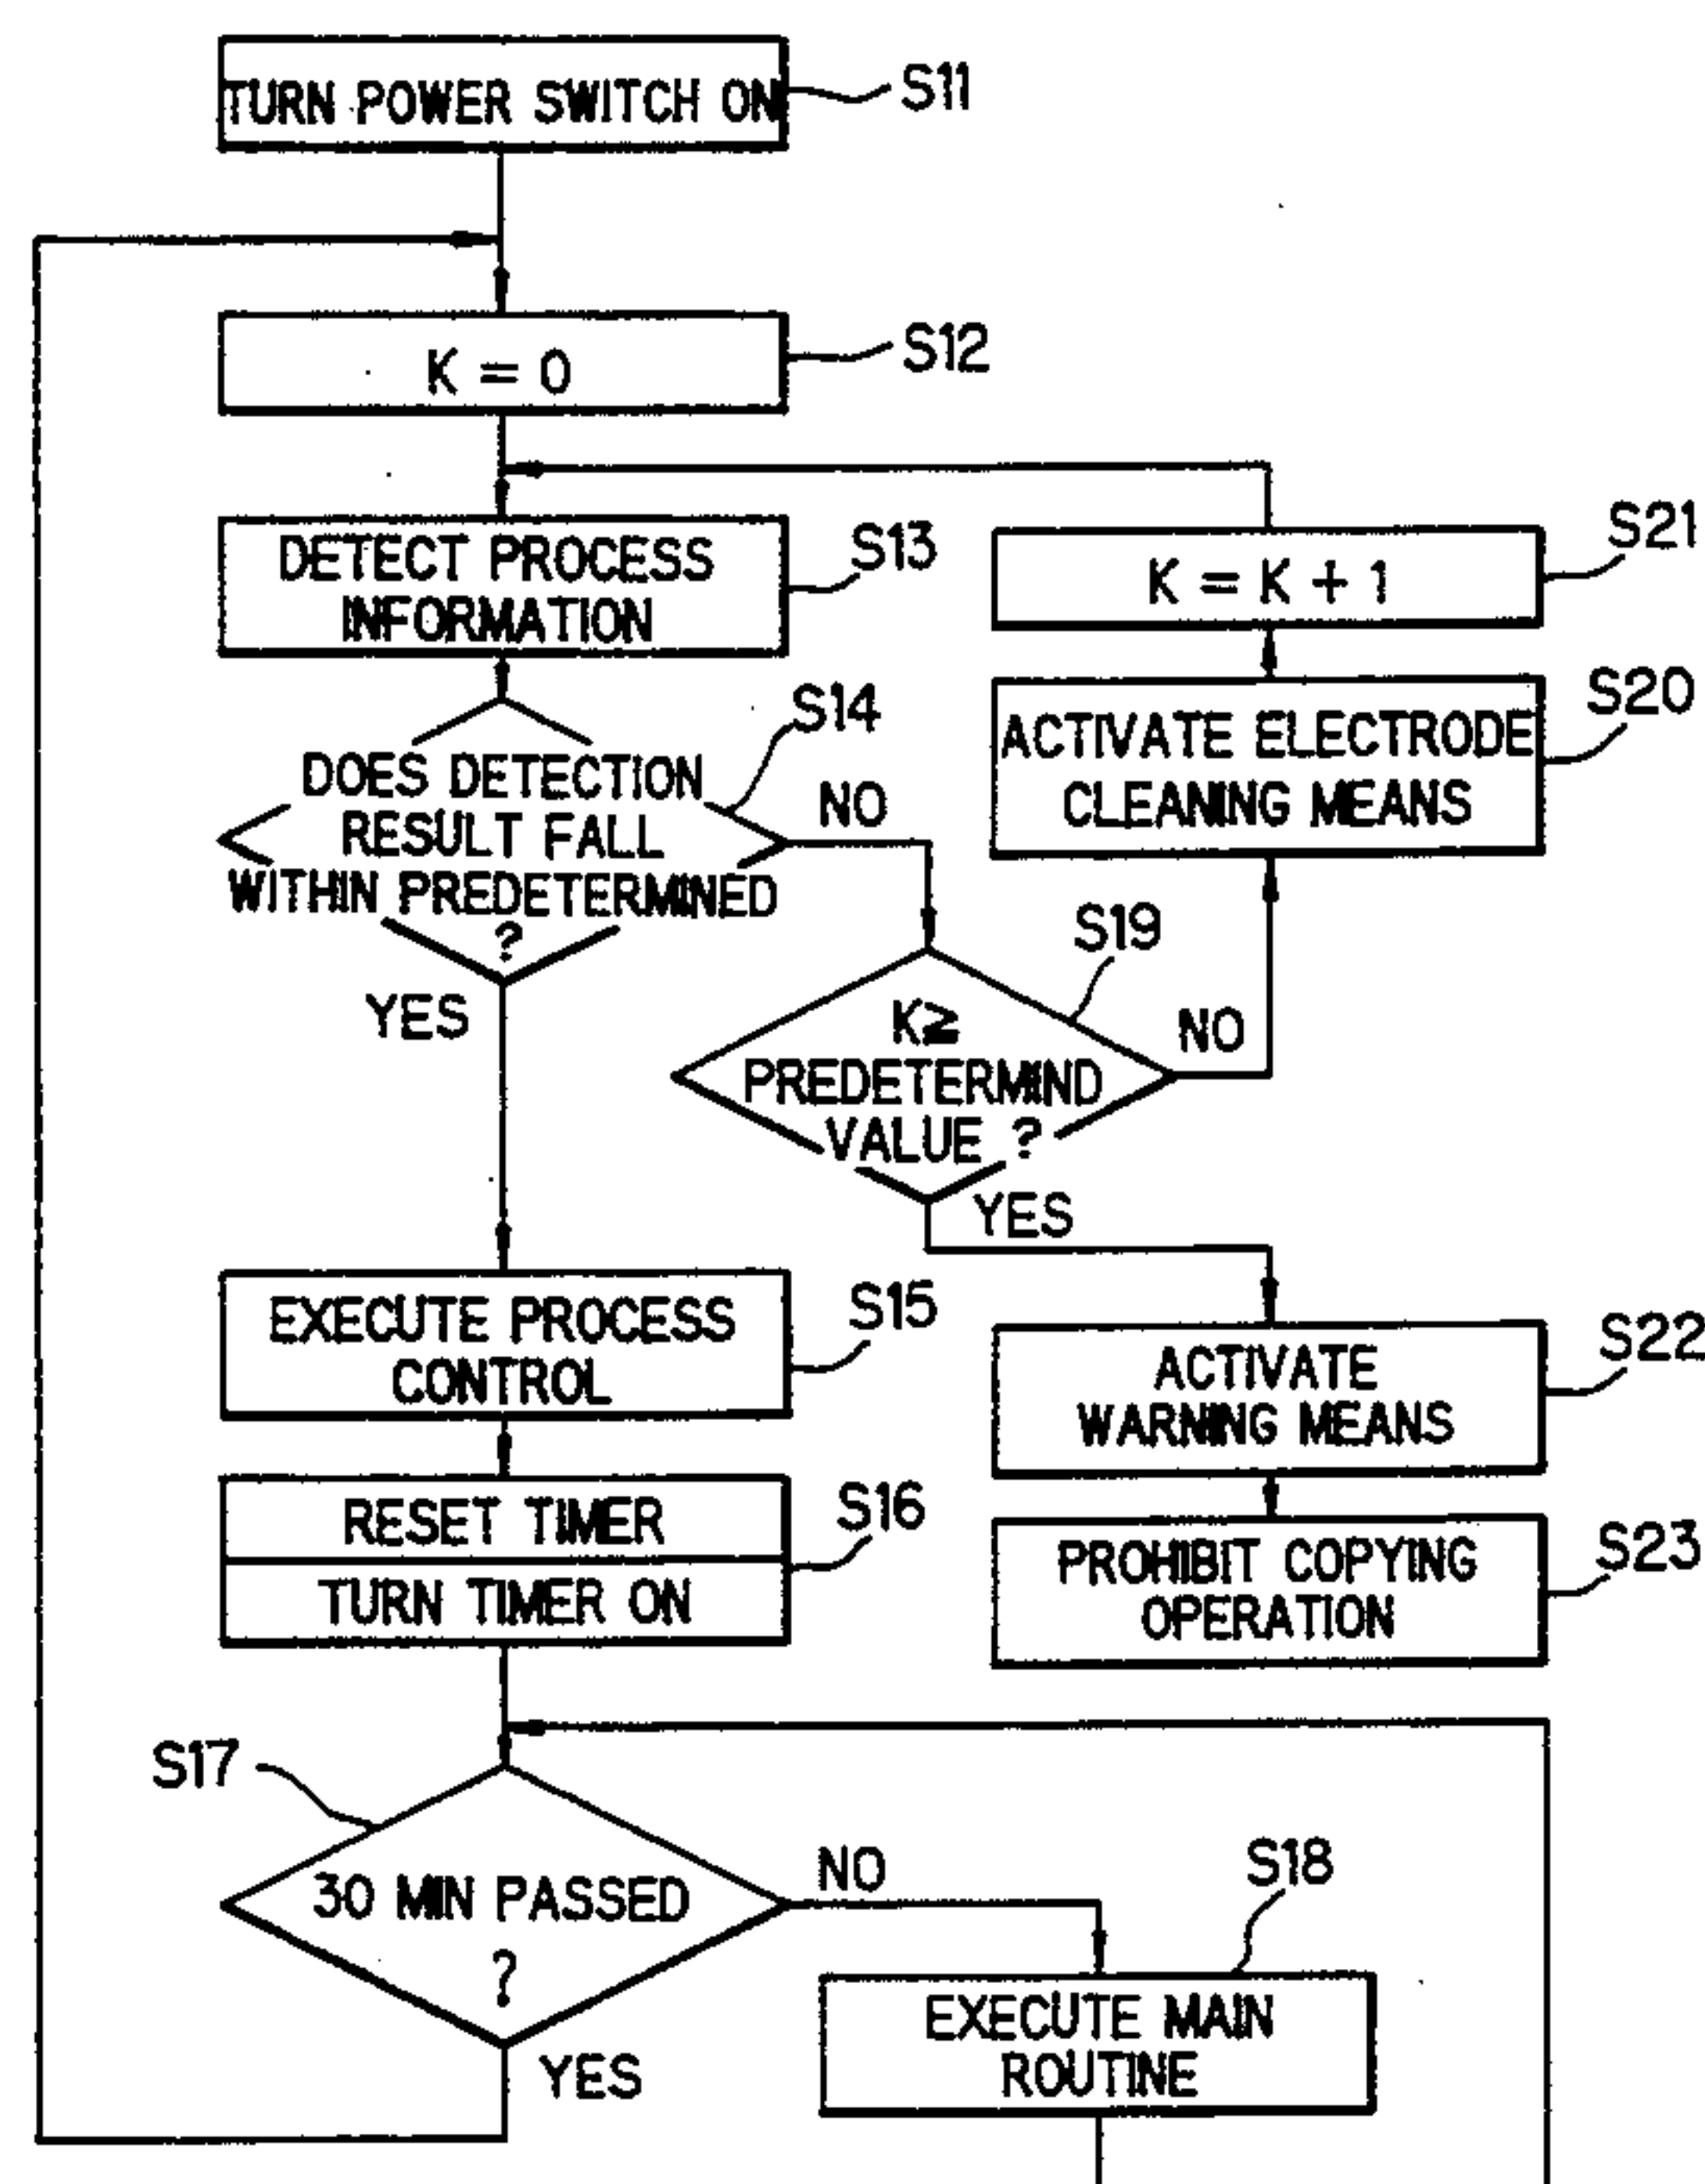 TURN POWER SWITCH ON
S11
K = 0
S12
DETECT PROCESS
INFORMATION
S13
K = K + 1
S21
ACTIVATE ELECTRODE
CLEANING MEANS
S20
DOES DETECTION
RESULT FALL
WITHIN PREDETERMINED
?
S14
NO
YES
K≧
PREDETERMIND
VALUE ?
S19
NO
YES
EXECUTE PROCESS
CONTROL
S15
ACTIVATE
WARNING MEANS
S22
RESET TIMER
TURN TIMER ON
S16
PROHIBIT COPYING
OPERATION
S23
S17
30 MIN PASSED
?
NO
YES
S18
EXECUTE MAIN
ROUTINE